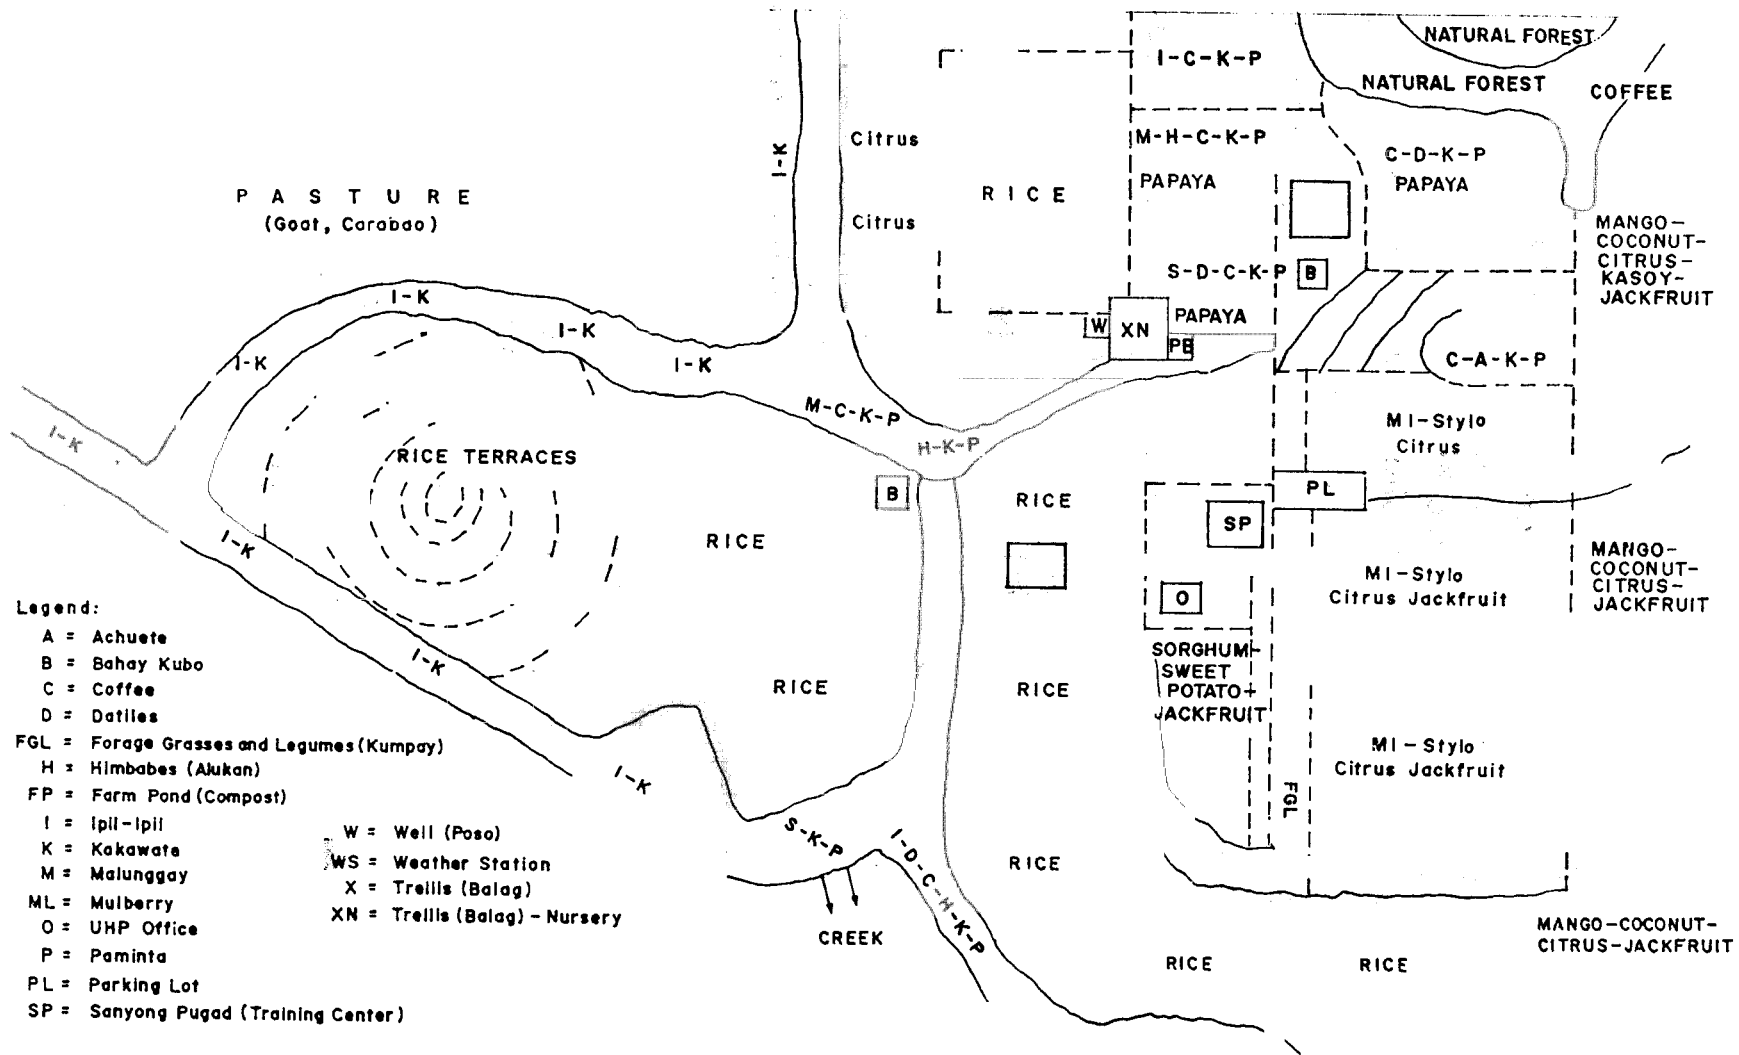 NATURAL FOREST
I-C-K-P
NATURAL FOREST
COFFEE
Citrus
M-H-C-K-P
I-K
C-D-K-P
PAPAYA
PAPAYA
P A S T U R E
(Goat, Carabao)
RICE
Citrus
MANGO-
COCONUT-
CITRUS-
KASOY-
JACKFRUIT
S-D-C-K-P
B
I-K
I-K
I-K
I-K
W
XN
PAPAYA
PB
C-A-K-P
M-C-K-P
MI-Stylo
Citrus
I-K
H-K-P
RICE TERRACES
B
RICE
PL
SP
I-K
RICE
MANGO-
COCONUT-
CITRUS-
JACKFRUIT
MI-Stylo
Citrus Jackfruit
O
I-K
SORGHUM-
SWEET
POTATO-
JACKFRUIT
RICE
RICE
MI-Stylo
Citrus Jackfruit
I-K
FGL
S-K-P
I-D-C-H-K-P
RICE
CREEK
RICE
RICE
MANGO-COCONUT-
CITRUS-JACKFRUIT
Legend:
A = Achuete
B = Bahay Kubo
C = Coffee
D = Datiles
FGL = Forage Grasses and Legumes (Kumpay)
H = Himbabes (Alukan)
FP = Farm Pond (Compost)
I = Ipil-Ipil
K = Kakawate
M = Malunggay
ML = Mulberry
O = UHP Office
P = Paminta
PL = Parking Lot
SP = Sanyong Pugad (Training Center)
W = Well (Poso)
WS = Weather Station
X = Trellis (Balag)
XN = Trellis (Balag) - Nursery